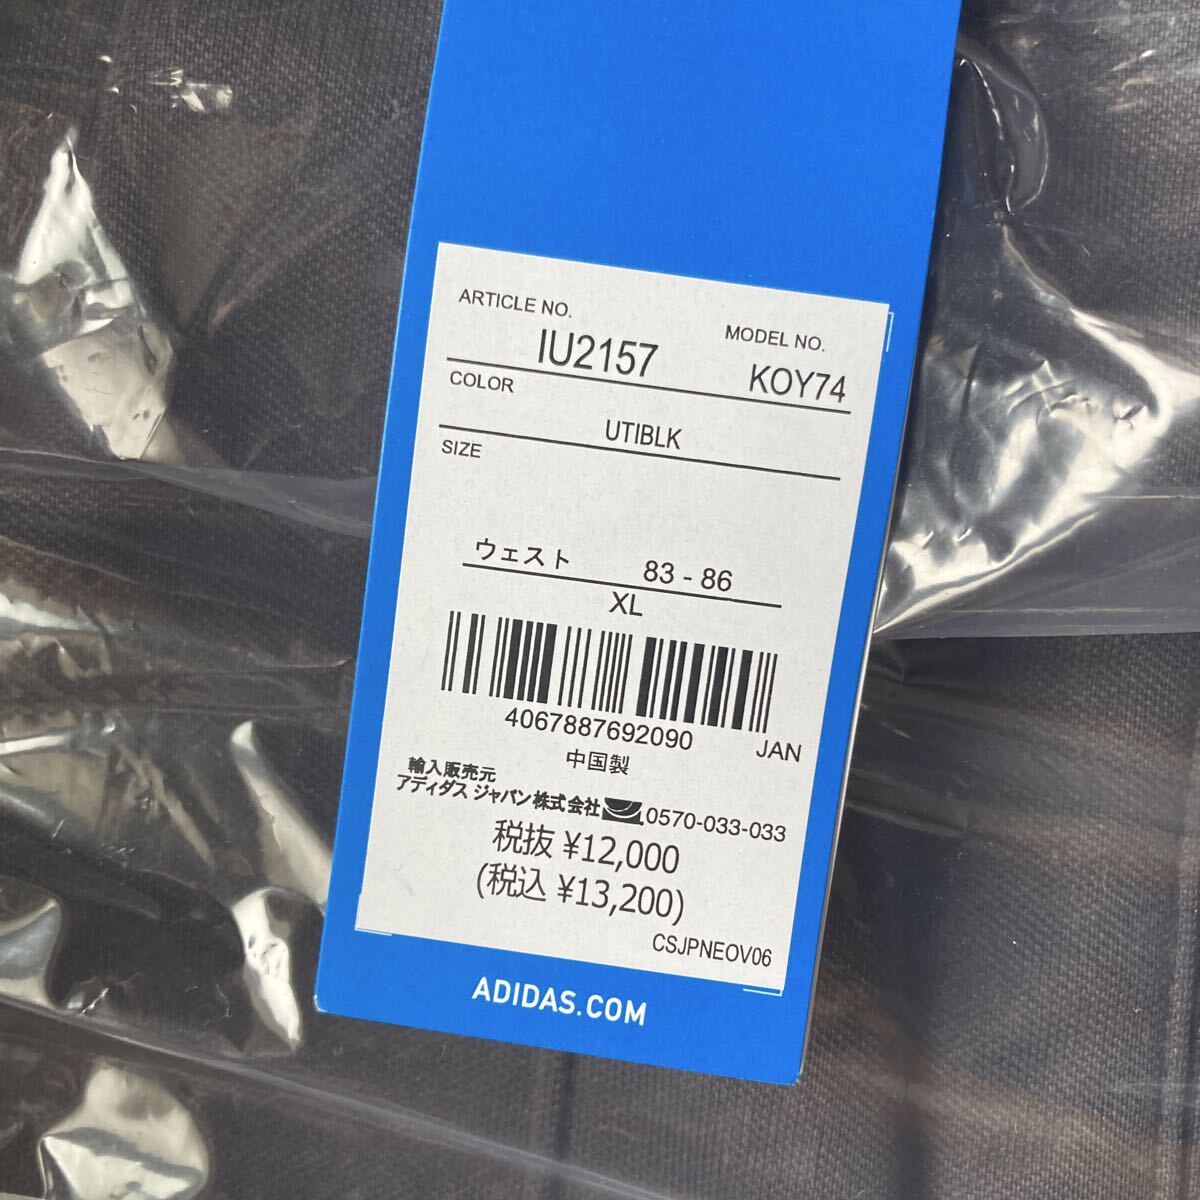 ARTICLE NO.
IU2157
MODEL NO.
KOY74
COLOR
UTIBLK
SIZE
ウェスト 83 - 86
XL
4067887692090
JAN
中国製
輸入販売元
アディダス ジャパン株式会社 0570-033-033
税抜 ¥12,000
(税込 ¥13,200)
CSJPNEOV06
ADIDAS.COM